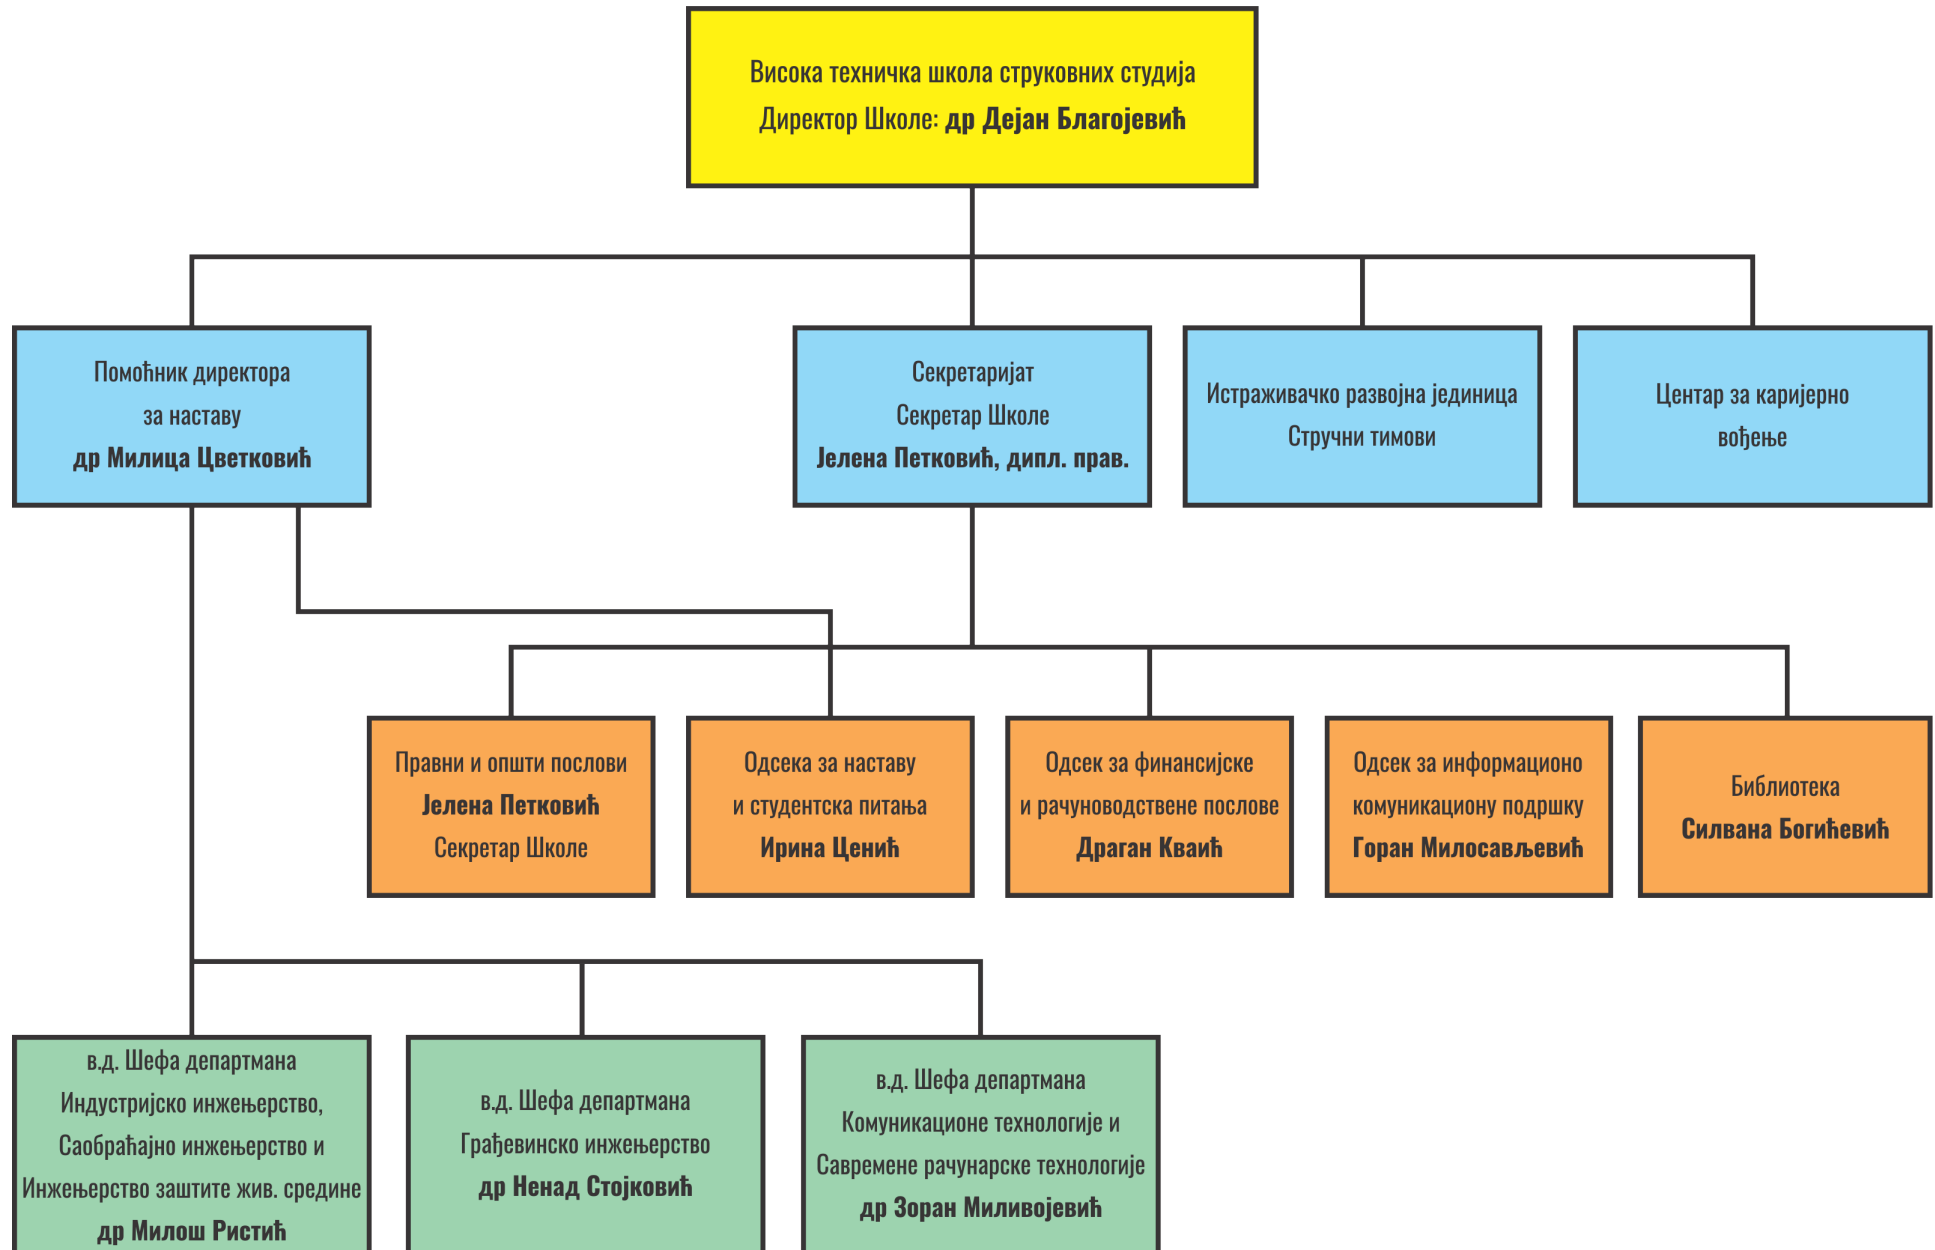 Висока техничка школа струковних студија
Директор Школе: др Дејан Благојевић
Помоћник директора
за наставу
др Милица Цветковић
Секретаријат
Секретар Школе
Јелена Петковић, дипл. прав.
Истраживачко развојна јединица
Стручни тимови
Центар за каријерно
вођење
Правни и општи послови
Јелена Петковић
Секретар Школе
Одсека за наставу
и студентска питања
Ирина Ценић
Одсек за финансијске
и рачуноводствене послове
Драган Кваић
Одсек за информационо
комуникациону подршку
Горан Милосављевић
Библиотека
Силвана Богићевић
в.д. Шефа департмана
Индустријско инжењерство,
Саобраћајно инжењерство и
Инжењерство заштите жив. средине
др Милош Ристић
в.д. Шефа департмана
Грађевинско инжењерство
др Ненад Стојковић
в.д. Шефа департмана
Комуникационе технологије и
Савремене рачунарске технологије
др Зоран Миливојевић